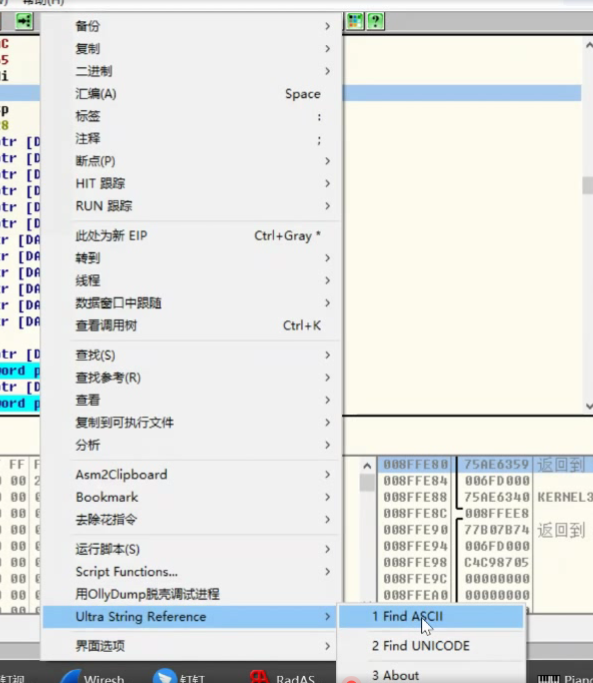 帮助(H)
备份
复制
二进制
汇编(A) Space
标签 :
注释 ;
断点(P)
HIT 跟踪
RUN 跟踪
此处为新 EIP Ctrl+Gray *
转到
线程
数据窗口中跟随
查看调用树 Ctrl+K
查找(S)
查找参考(R)
查看
复制到可执行文件
分析
Asm2Clipboard
Bookmark
去除花指令
运行脚本(S)
Script Functions...
用OllyDump脱壳调试进程
Ultra String Reference
界面选项
1 Find ASCII
2 Find UNICODE
3 About
008FFE80 75AE6359 返回到
008FFE84 006FD000
008FFE88 75AE6340 KERNEL3
008FFE8C 008FFEE8
008FFE90 77B07B74 返回到
008FFE94 006FD000
008FFE98 C4C98705
008FFE9C 00000000
008FFEA0 00000000
Wiresh
钉钉
RadAS
Piano